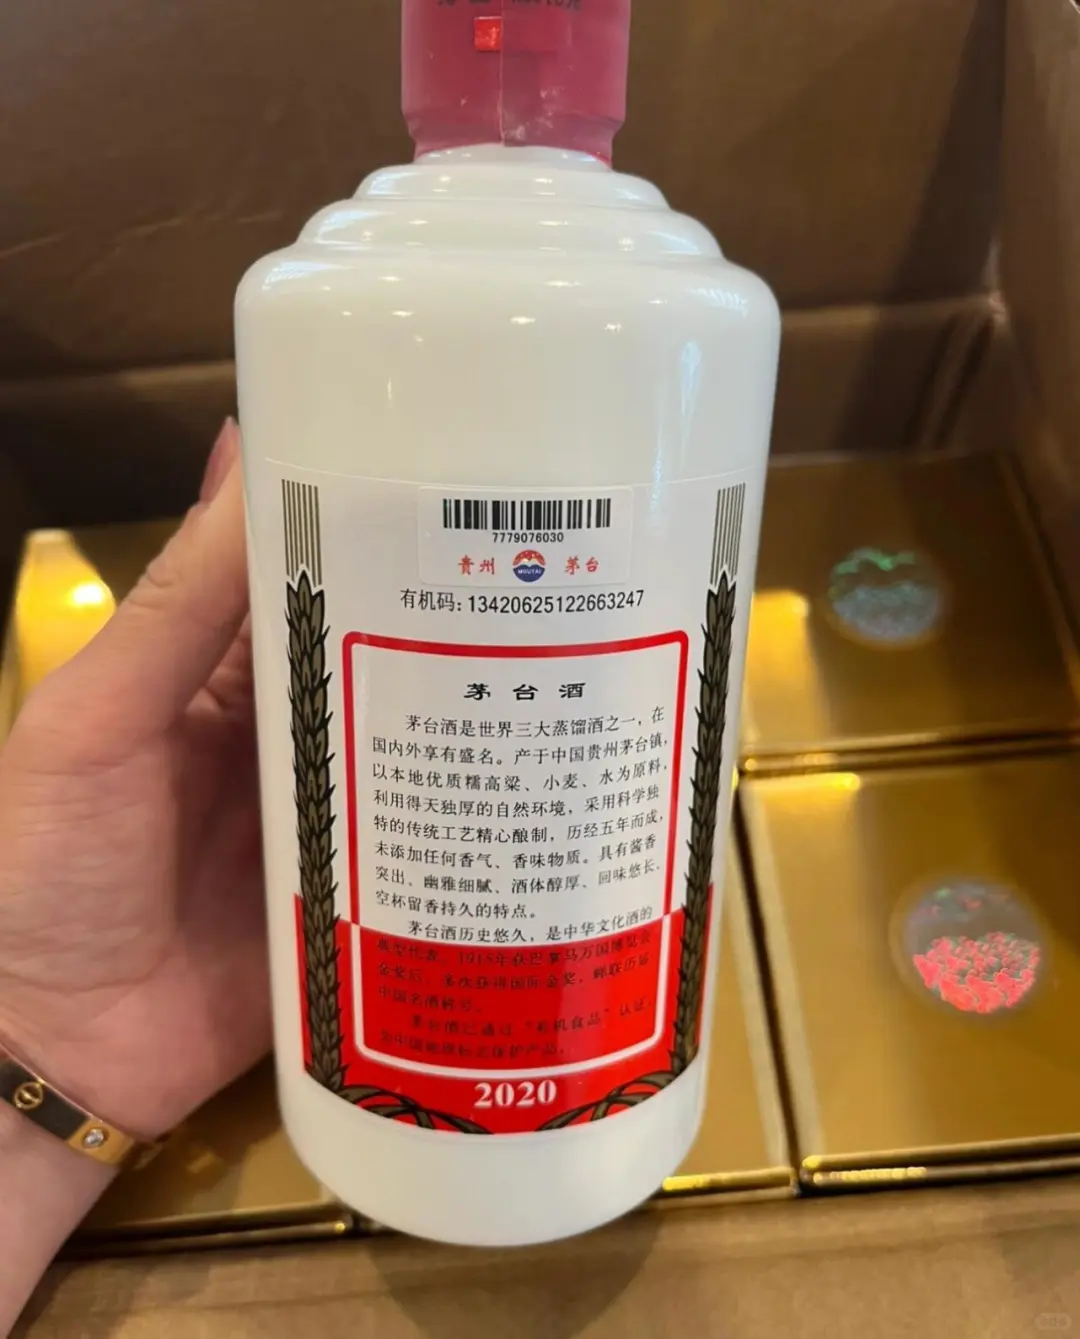 7779076030
贵州 MOUTAI 茅台
有机码:13420625122663247
茅台酒
茅台酒是世界三大蒸馏酒之一,在
国内外享有盛名。产于中国贵州茅台镇,
以本地优质糯高粱、小麦、水为原料,
利用得天独厚的自然环境,采用科学独
特的传统工艺精心酿制,历经五年而成,
未添加任何香气、香味物质。具有酱香
突出、幽雅细腻、酒体醇厚、回味悠长、
空杯留香持久的特点。
茅台酒历史悠久,是中华文化酒的
典型代表。1915年获巴拿马万国博览会
金奖后,多次获得国际金奖,蝉联历届
中国名酒称号。
茅台酒已通过“有机食品”认证,
为中国地理标志保护产品。
2020